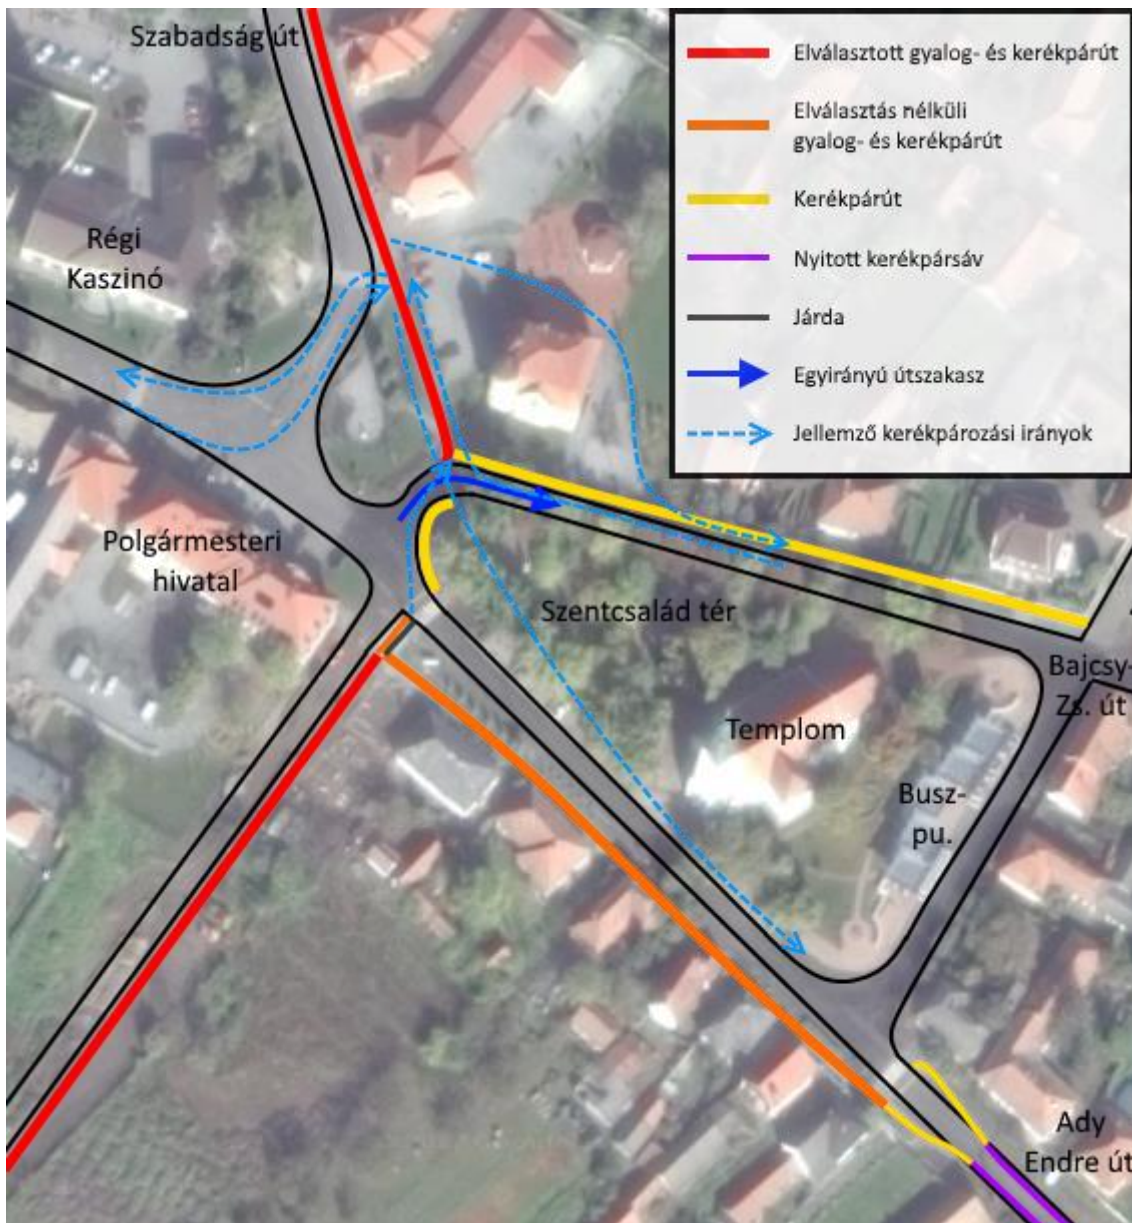 Szabadság út
Elválasztott gyalog- és kerékpárút
Elválasztás nélküli
gyalog- és kerékpárút
Kerékpárút
Nyitott kerékpársáv
Járda
Egyirányú útszakasz
Jellemző kerékpározási irányok
Régi
Kaszinó
Polgármesteri
hivatal
Szentcsalád tér
Templom
Bajcsy-
Zs. út
Busz-
pu.
Ady
Endre út